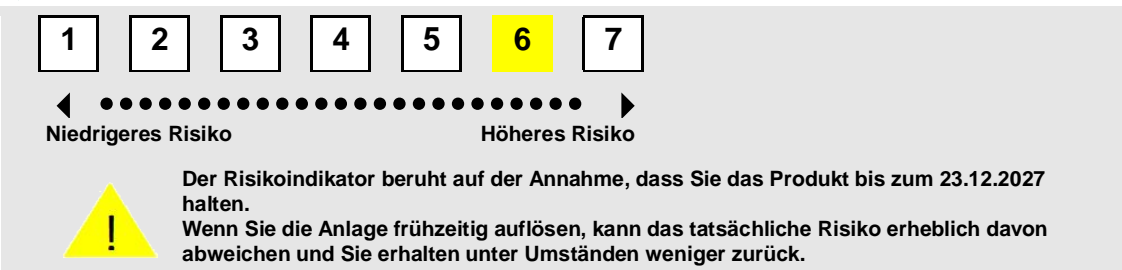 1 2 3 4 5 6 7
Niedrigeres Risiko Höheres Risiko
Der Risikoindikator beruht auf der Annahme, dass Sie das Produkt bis zum 23.12.2027
halten.
Wenn Sie die Anlage frühzeitig auflösen, kann das tatsächliche Risiko erheblich davon
abweichen und Sie erhalten unter Umständen weniger zurück.
!